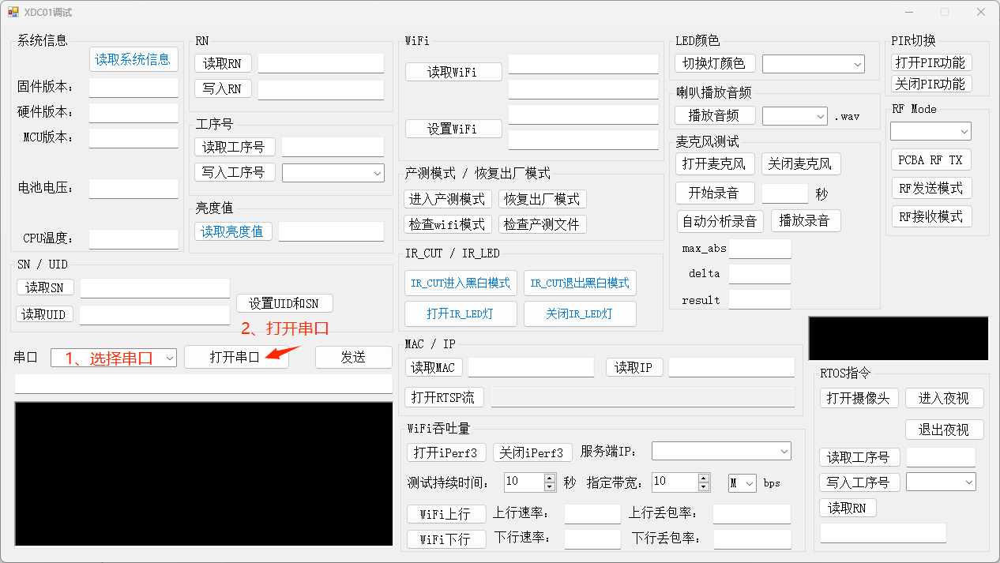 XDC01调试
系统信息
读取系统信息
固件版本:
硬件版本:
MCU版本:
电池电压:
CPU温度:
RN
读取RN
写入RN
工序号
读取工序号
写入工序号
亮度值
读取亮度值
SN / UID
读取SN
读取UID
设置UID和SN
2、打开串口
串口
1、选择串口
打开串口
发送
WiFi
读取WiFi
设置WiFi
产测模式 / 恢复出厂模式
进入产测模式
恢复出厂模式
检查wifi模式
检查产测文件
IR_CUT / IR_LED
IR_CUT进入黑白模式
IR_CUT退出黑白模式
打开IR_LED灯
关闭IR_LED灯
MAC / IP
读取MAC
读取IP
打开RTSP流
WiFi吞吐量
打开iPerf3
关闭iPerf3
服务端IP:
测试持续时间:
10
秒
指定带宽:
10
M
bps
WiFi上行
上行速率:
上行丢包率:
WiFi下行
下行速率:
下行丢包率:
LED颜色
切换灯颜色
喇叭播放音频
播放音频
.wav
麦克风测试
打开麦克风
关闭麦克风
开始录音
秒
自动分析录音
播放录音
max_abs
delta
result
PIR切换
打开PIR功能
关闭PIR功能
RF Mode
PCBA RF TX
RF发送模式
RF接收模式
RTOS指令
打开摄像头
进入夜视
退出夜视
读取工序号
写入工序号
读取RN